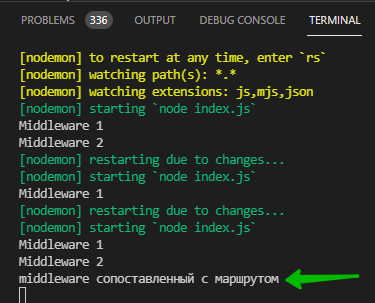 PROBLEMS 336 OUTPUT DEBUG CONSOLE TERMINAL
[nodemon] to restart at any time, enter `rs`
[nodemon] watching path(s): *.*
[nodemon] watching extensions: js,mjs,json
[nodemon] starting `node index.js`
Middleware 1
Middleware 2
[nodemon] restarting due to changes...
[nodemon] starting `node index.js`
Middleware 1
[nodemon] restarting due to changes...
[nodemon] starting `node index.js`
Middleware 1
Middleware 2
middleware сопоставленный с маршрутом